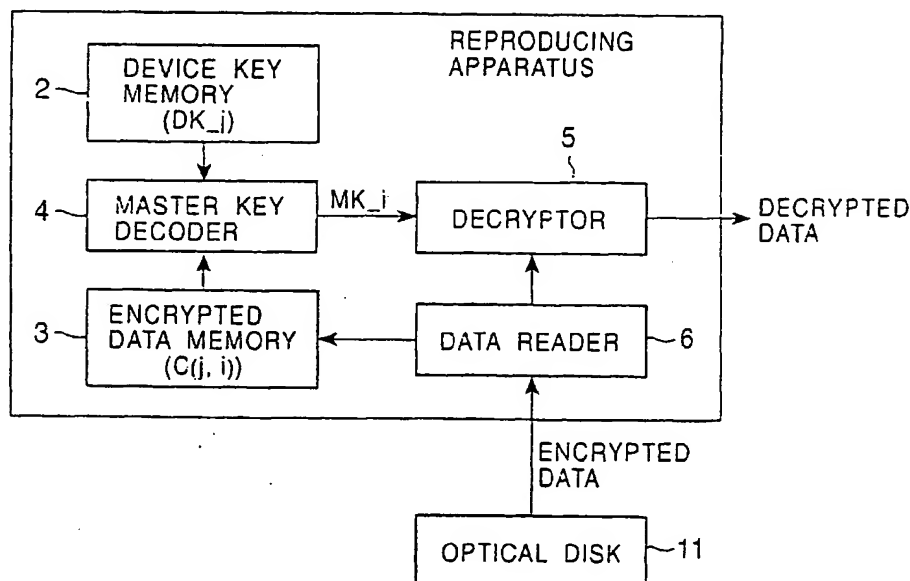 REPRODUCING
APPARATUS
2
DEVICE KEY
MEMORY
(DK_j)
5
4
MASTER KEY
DECODER
MK_i
DECRYPTOR
DECRYPTED
DATA
3
ENCRYPTED
DATA MEMORY
(C(j, i))
DATA READER
6
ENCRYPTED
DATA
OPTICAL DISK
11